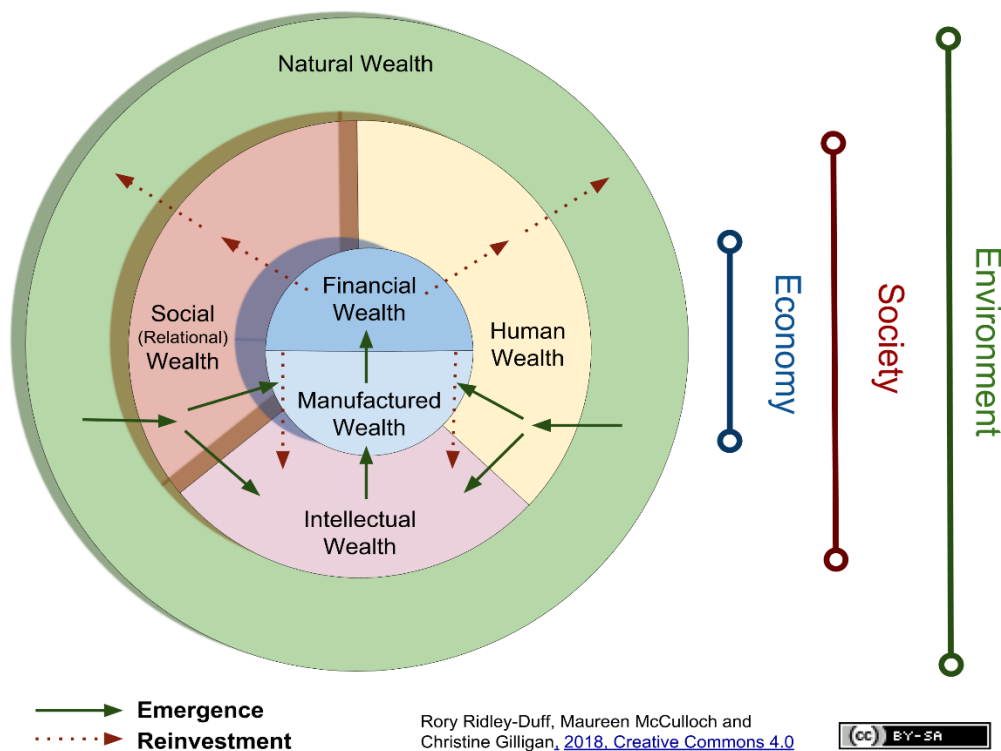 Natural Wealth
Financial
Wealth
Social
(Relational)
Wealth
Human
Wealth
Manufactured
Wealth
Intellectual
Wealth
Economy
Society
Environment
Emergence
Reinvestment
Rory Ridley-Duff, Maureen McCulloch and
Christine Gilligan, 2018, Creative Commons 4.0
(cc) BY-SA